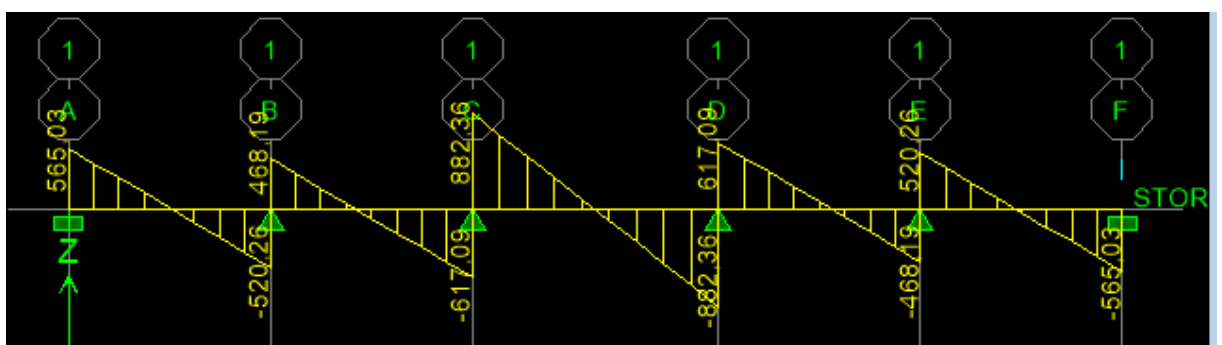 1 1 1 1 1 1
A B C D E F
565.03 468.19 882.36 617.09 520.26
STOR
-520.26 -617.09 -882.36 -468.19 -565.03
Z